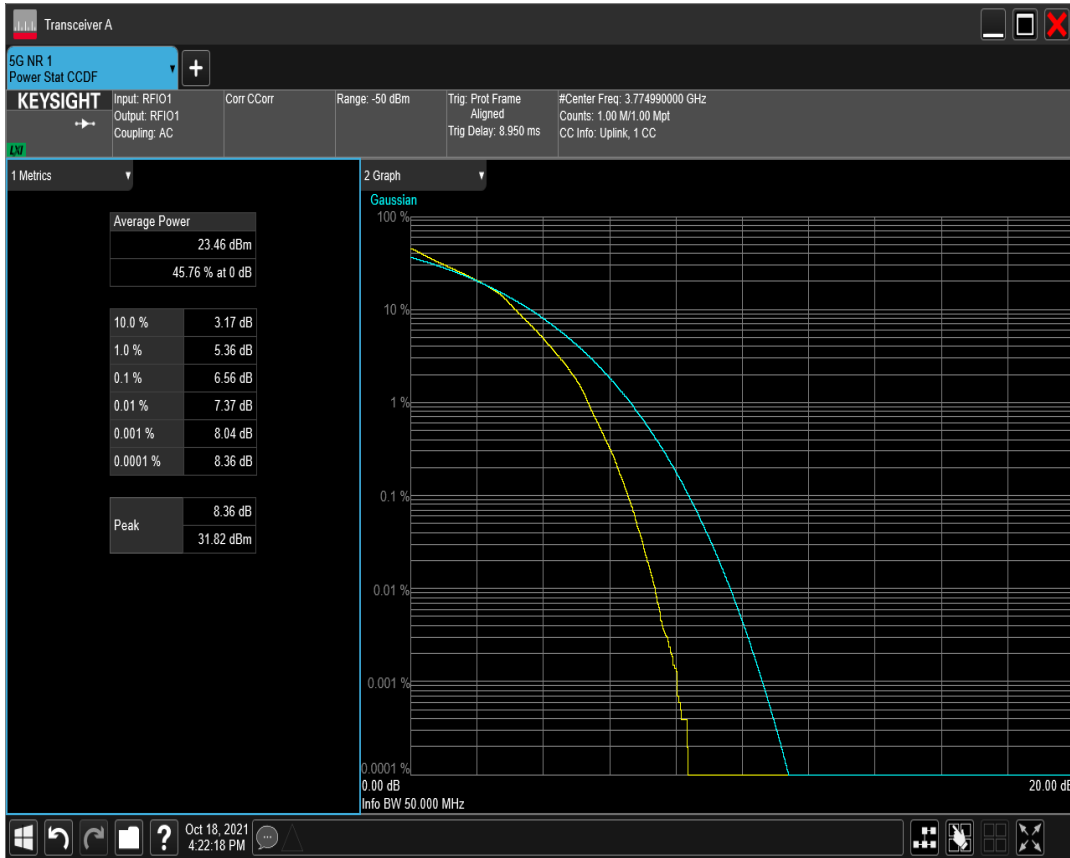 Transceiver A
5G NR 1
Power Stat CCDF
KEYSIGHT
LXI
Input: RFIO1
Output: RFIO1
Coupling: AC
Corr CCorr
Range: -50 dBm
Trig: Prot Frame
Aligned
Trig Delay: 8.950 ms
#Center Freq: 3.774990000 GHz
Counts: 1.00 M/1.00 Mpt
CC Info: Uplink, 1 CC
1 Metrics
Average Power
23.46 dBm
45.76 % at 0 dB
10.0 % 3.17 dB
1.0 % 5.36 dB
0.1 % 6.56 dB
0.01 % 7.37 dB
0.001 % 8.04 dB
0.0001 % 8.36 dB
Peak 8.36 dB
31.82 dBm
2 Graph
Gaussian
100 %
10 %
1 %
0.1 %
0.01 %
0.001 %
0.0001 %
0.00 dB 20.00 dB
Info BW 50.000 MHz
Oct 18, 2021
4:22:18 PM